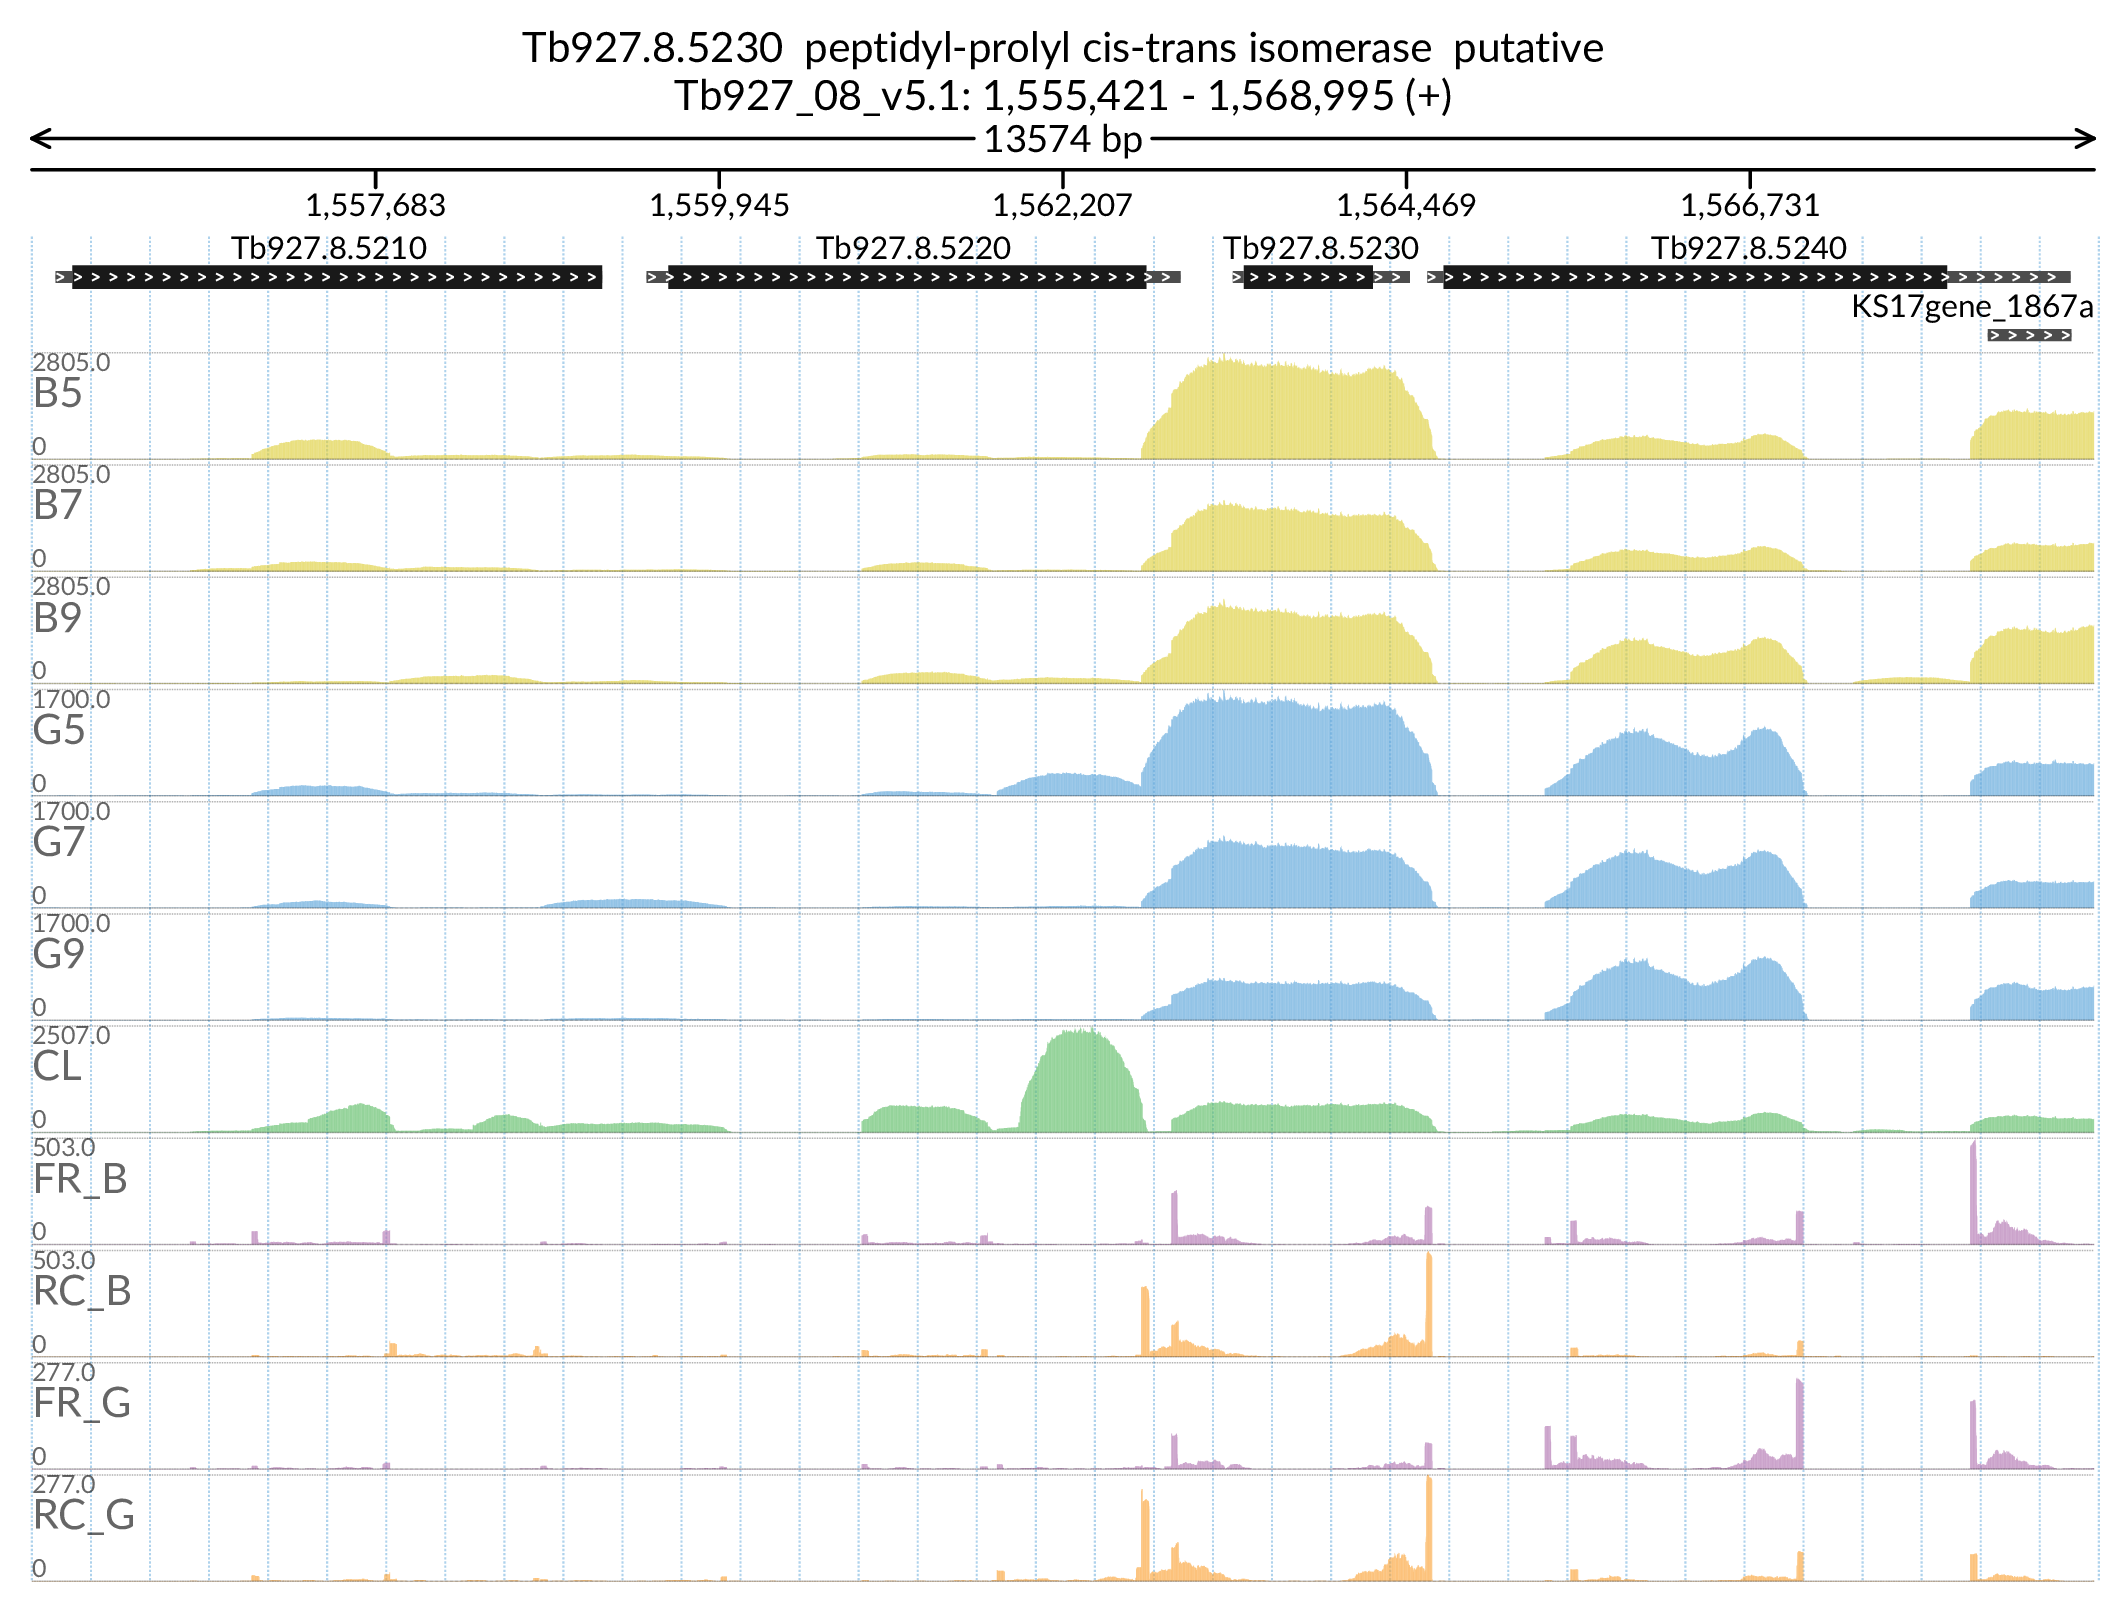 Tb927.8.5230  peptidyl-prolyl cis-trans isomerase  putative
Tb927_08_v5.1: 1,555,421 - 1,568,995 (+)
13574 bp
1,557,683 1,559,945 1,562,207 1,564,469 1,566,731
Tb927.8.5210 Tb927.8.5220 Tb927.8.5230 Tb927.8.5240
KS17gene_1867a
2805.0
B5
0
2805.0
B7
0
2805.0
B9
0
1700.0
G5
0
1700.0
G7
0
1700.0
G9
0
2507.0
CL
0
503.0
FR_B
0
503.0
RC_B
0
277.0
FR_G
0
277.0
RC_G
0